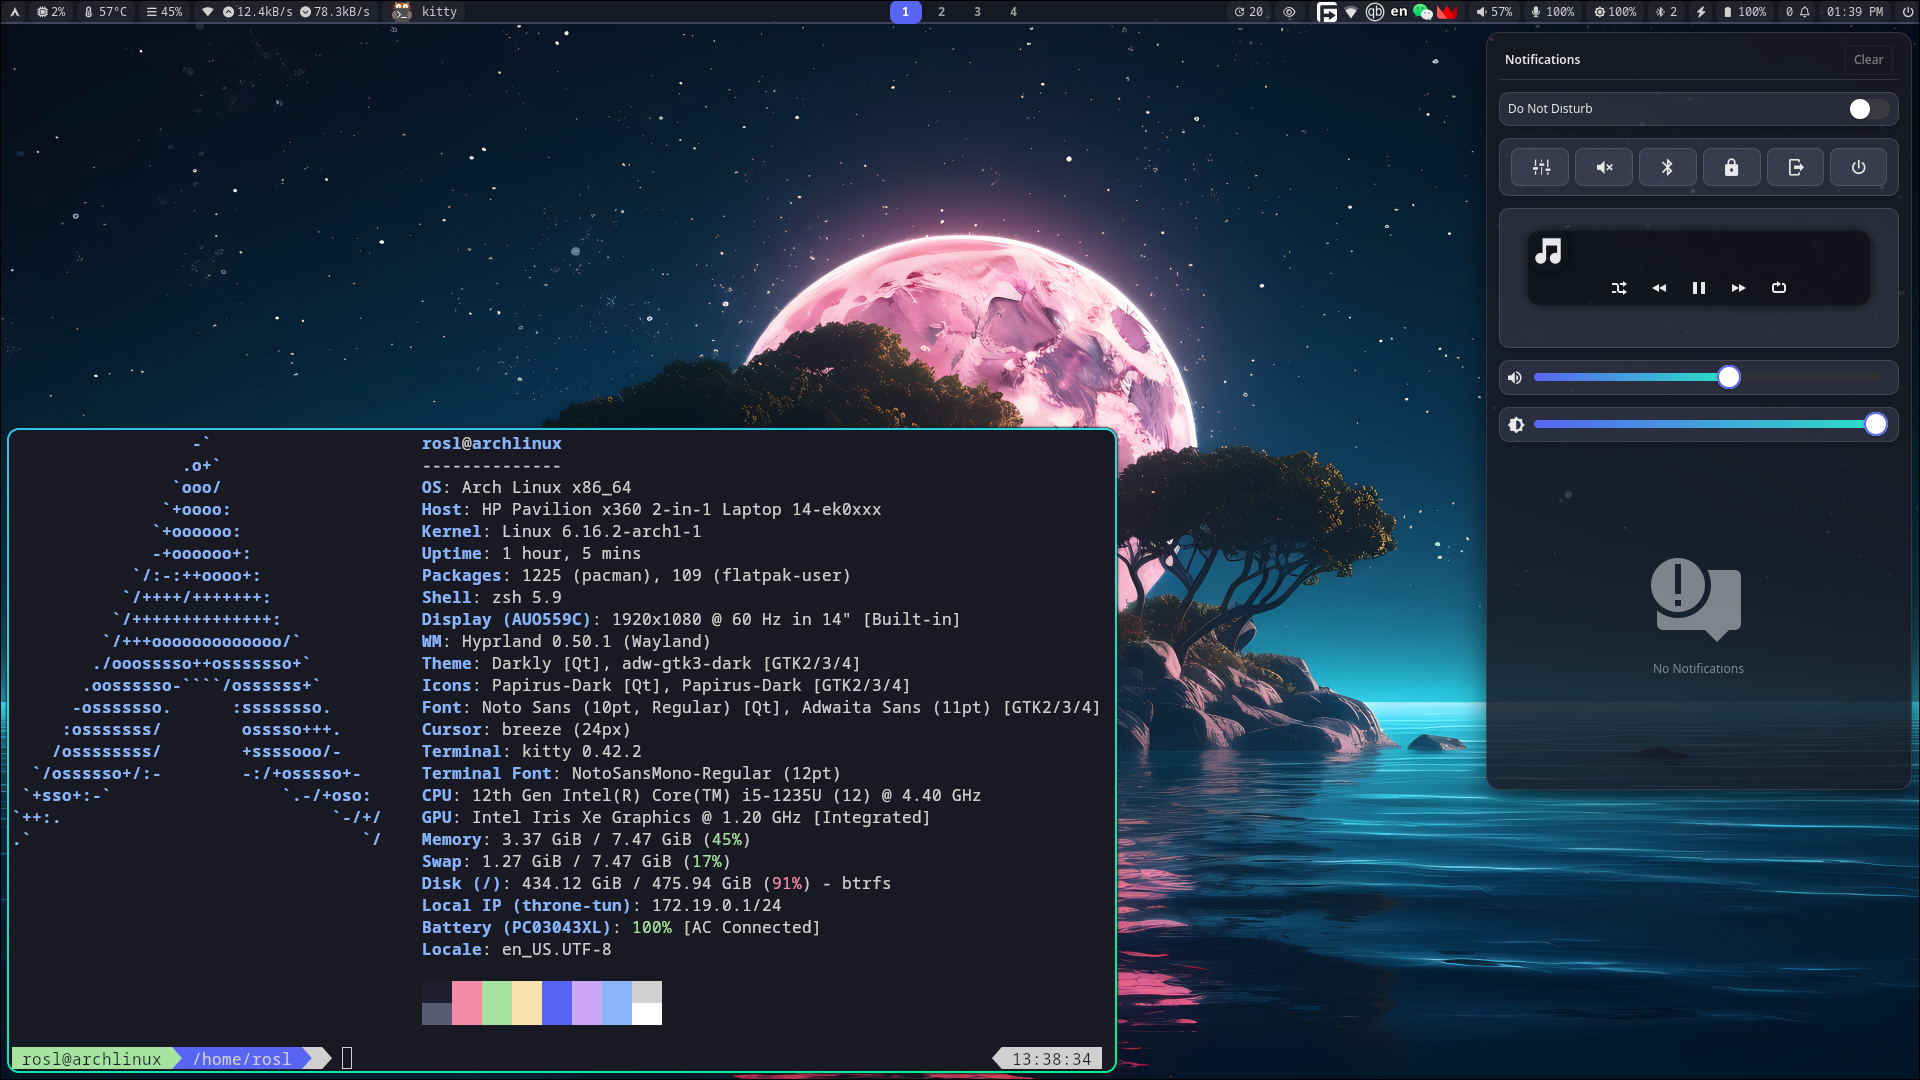 2% 57°C 45% 12.4kB/s 78.3kB/s kitty 1 2 3 4 20 en 57% 100% 100% 2 100% 0 01:39 PM
Notifications Clear
Do Not Disturb
No Notifications
-`
.o+`
`ooo/
`+oooo:
`+oooooo:
-+oooooo+:
`/:-:++oooo+:
`/++++/+++++++:
`/++++++++++++++:
`/+++ooooooooooooo/`
./ooosssso++osssssso+`
.oossssso-````/ossssss+`
-osssssso. :ssssssso.
:osssssss/ osssso+++.
/ossssssss/ +ssssooo/-
`/ossssso+/:- -:/+osssso+-
`+sso+:-` `.-/+oso:
`++:. `-/+/
.` `/
rosl@archlinux
--------------
OS: Arch Linux x86_64
Host: HP Pavilion x360 2-in-1 Laptop 14-ek0xxx
Kernel: Linux 6.16.2-arch1-1
Uptime: 1 hour, 5 mins
Packages: 1225 (pacman), 109 (flatpak-user)
Shell: zsh 5.9
Display (AUO559C): 1920x1080 @ 60 Hz in 14" [Built-in]
WM: Hyprland 0.50.1 (Wayland)
Theme: Darkly [Qt], adw-gtk3-dark [GTK2/3/4]
Icons: Papirus-Dark [Qt], Papirus-Dark [GTK2/3/4]
Font: Noto Sans (10pt, Regular) [Qt], Adwaita Sans (11pt) [GTK2/3/4]
Cursor: breeze (24px)
Terminal: kitty 0.42.2
Terminal Font: NotoSansMono-Regular (12pt)
CPU: 12th Gen Intel(R) Core(TM) i5-1235U (12) @ 4.40 GHz
GPU: Intel Iris Xe Graphics @ 1.20 GHz [Integrated]
Memory: 3.37 GiB / 7.47 GiB (45%)
Swap: 1.27 GiB / 7.47 GiB (17%)
Disk (/): 434.12 GiB / 475.94 GiB (91%) - btrfs
Local IP (throne-tun): 172.19.0.1/24
Battery (PC03043XL): 100% [AC Connected]
Locale: en_US.UTF-8
rosl@archlinux /home/rosl 13:38:34